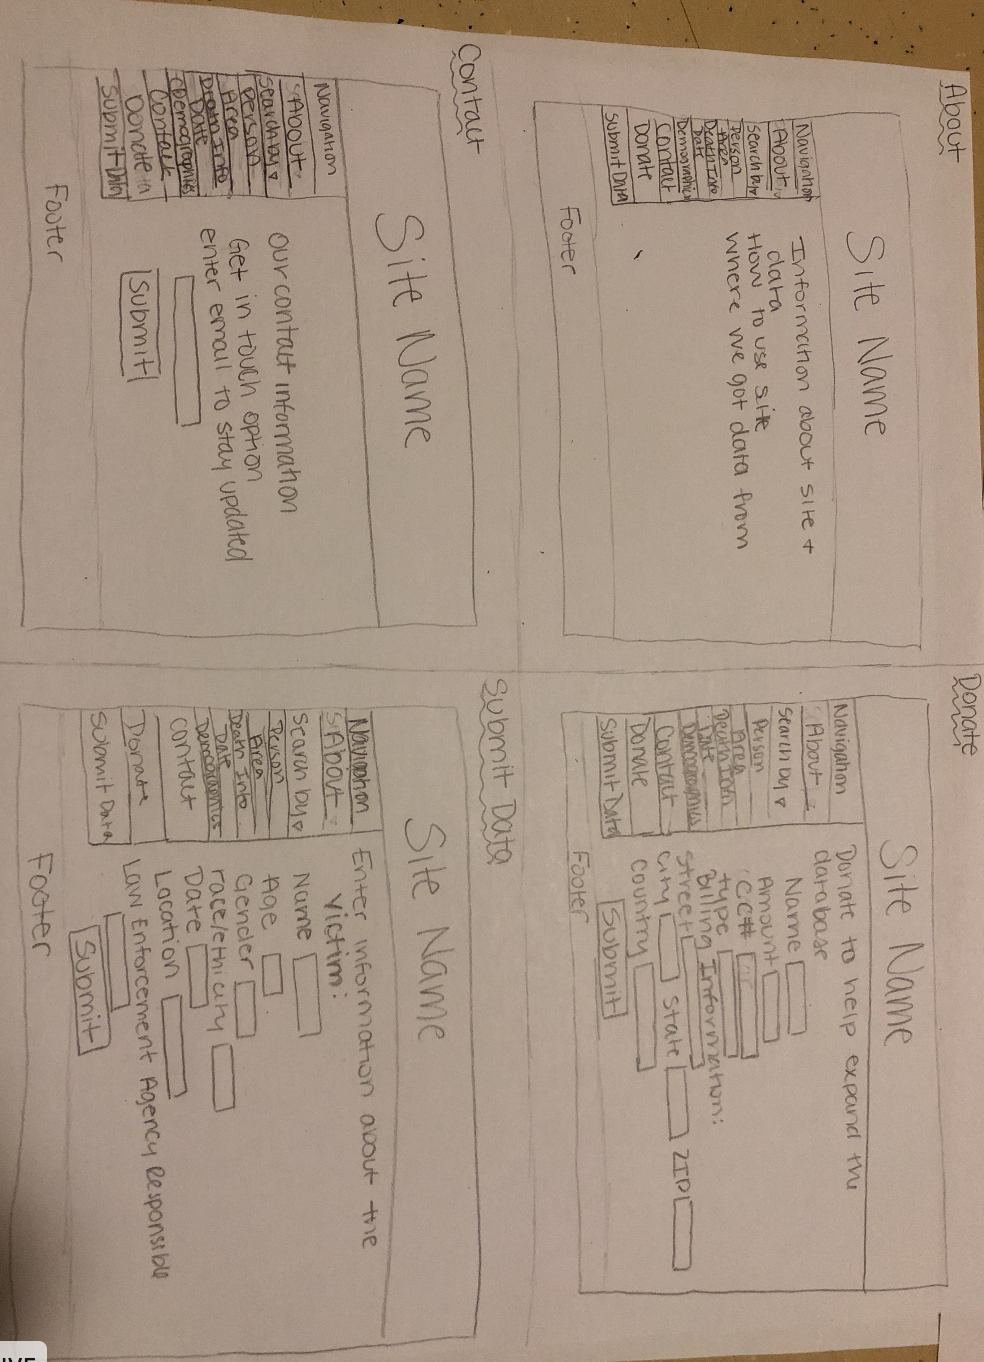 About
Site Name
Navigation
About
Search by
Person
Area
Death Info
Date
Demographics
Contact
Donate
Submit Data
Information about site +
data
How to use site
where we got data from
Footer
Donate
Site Name
Navigation
About
Search by
Person
Area
Death Info
Date
Demographics
Contact
Donate
Submit Data
Donate to help expand the
database
Name
Amount
CC#
type
Billing Information:
Street
City State ZIP
Country
Submit
Footer
Contact
Site Name
Navigation
About
Search by
Person
Area
Death Info
Date
Demographics
Contact
Donate
Submit Data
Our contact information
Get in touch option
enter email to stay updated
Submit
Footer
Submit Data
Site Name
Navigation
About
Search by
Person
Area
Death Info
Date
Demographics
Contact
Donate
Submit Data
Enter information about the
victim:
Name
Age
Gender
race/ethicity
Date
Location
Law Enforcement Agency Responsible
Submit
Footer